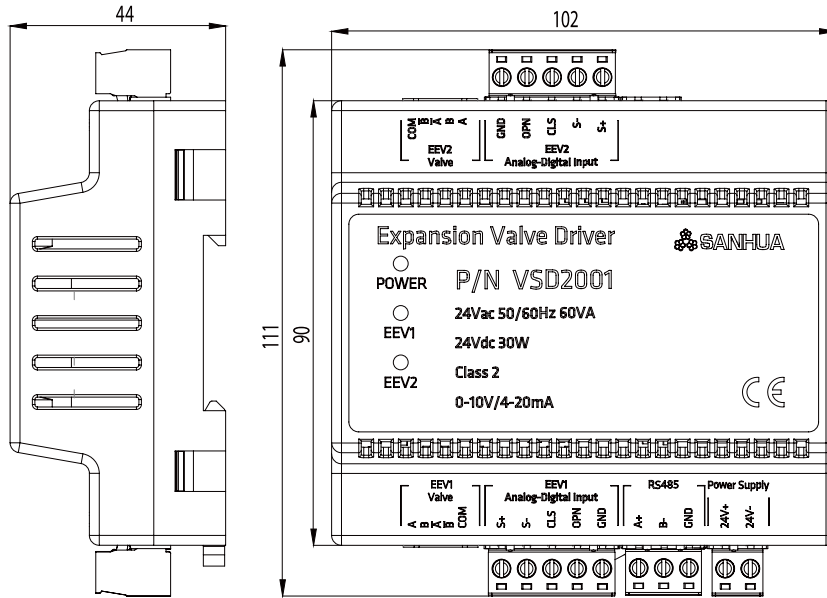 44
102
111
90
COM B̅ A̅ B A
GND OPN CLS S- S+
EEV2
Valve
EEV2
Analog-Digital Input
Expansion Valve Driver
SANHUA
POWER
P/N VSD2001
24Vac 50/60Hz 60VA
EEV1
24Vdc 30W
EEV2
Class 2
0-10V/4-20mA
CE
EEV1
Valve
EEV1
Analog-Digital Input
RS485
Power Supply
A B A̅ B̅ COM
S+ S- CLS OPN GND
A+ B- GND
24V+ 24V-